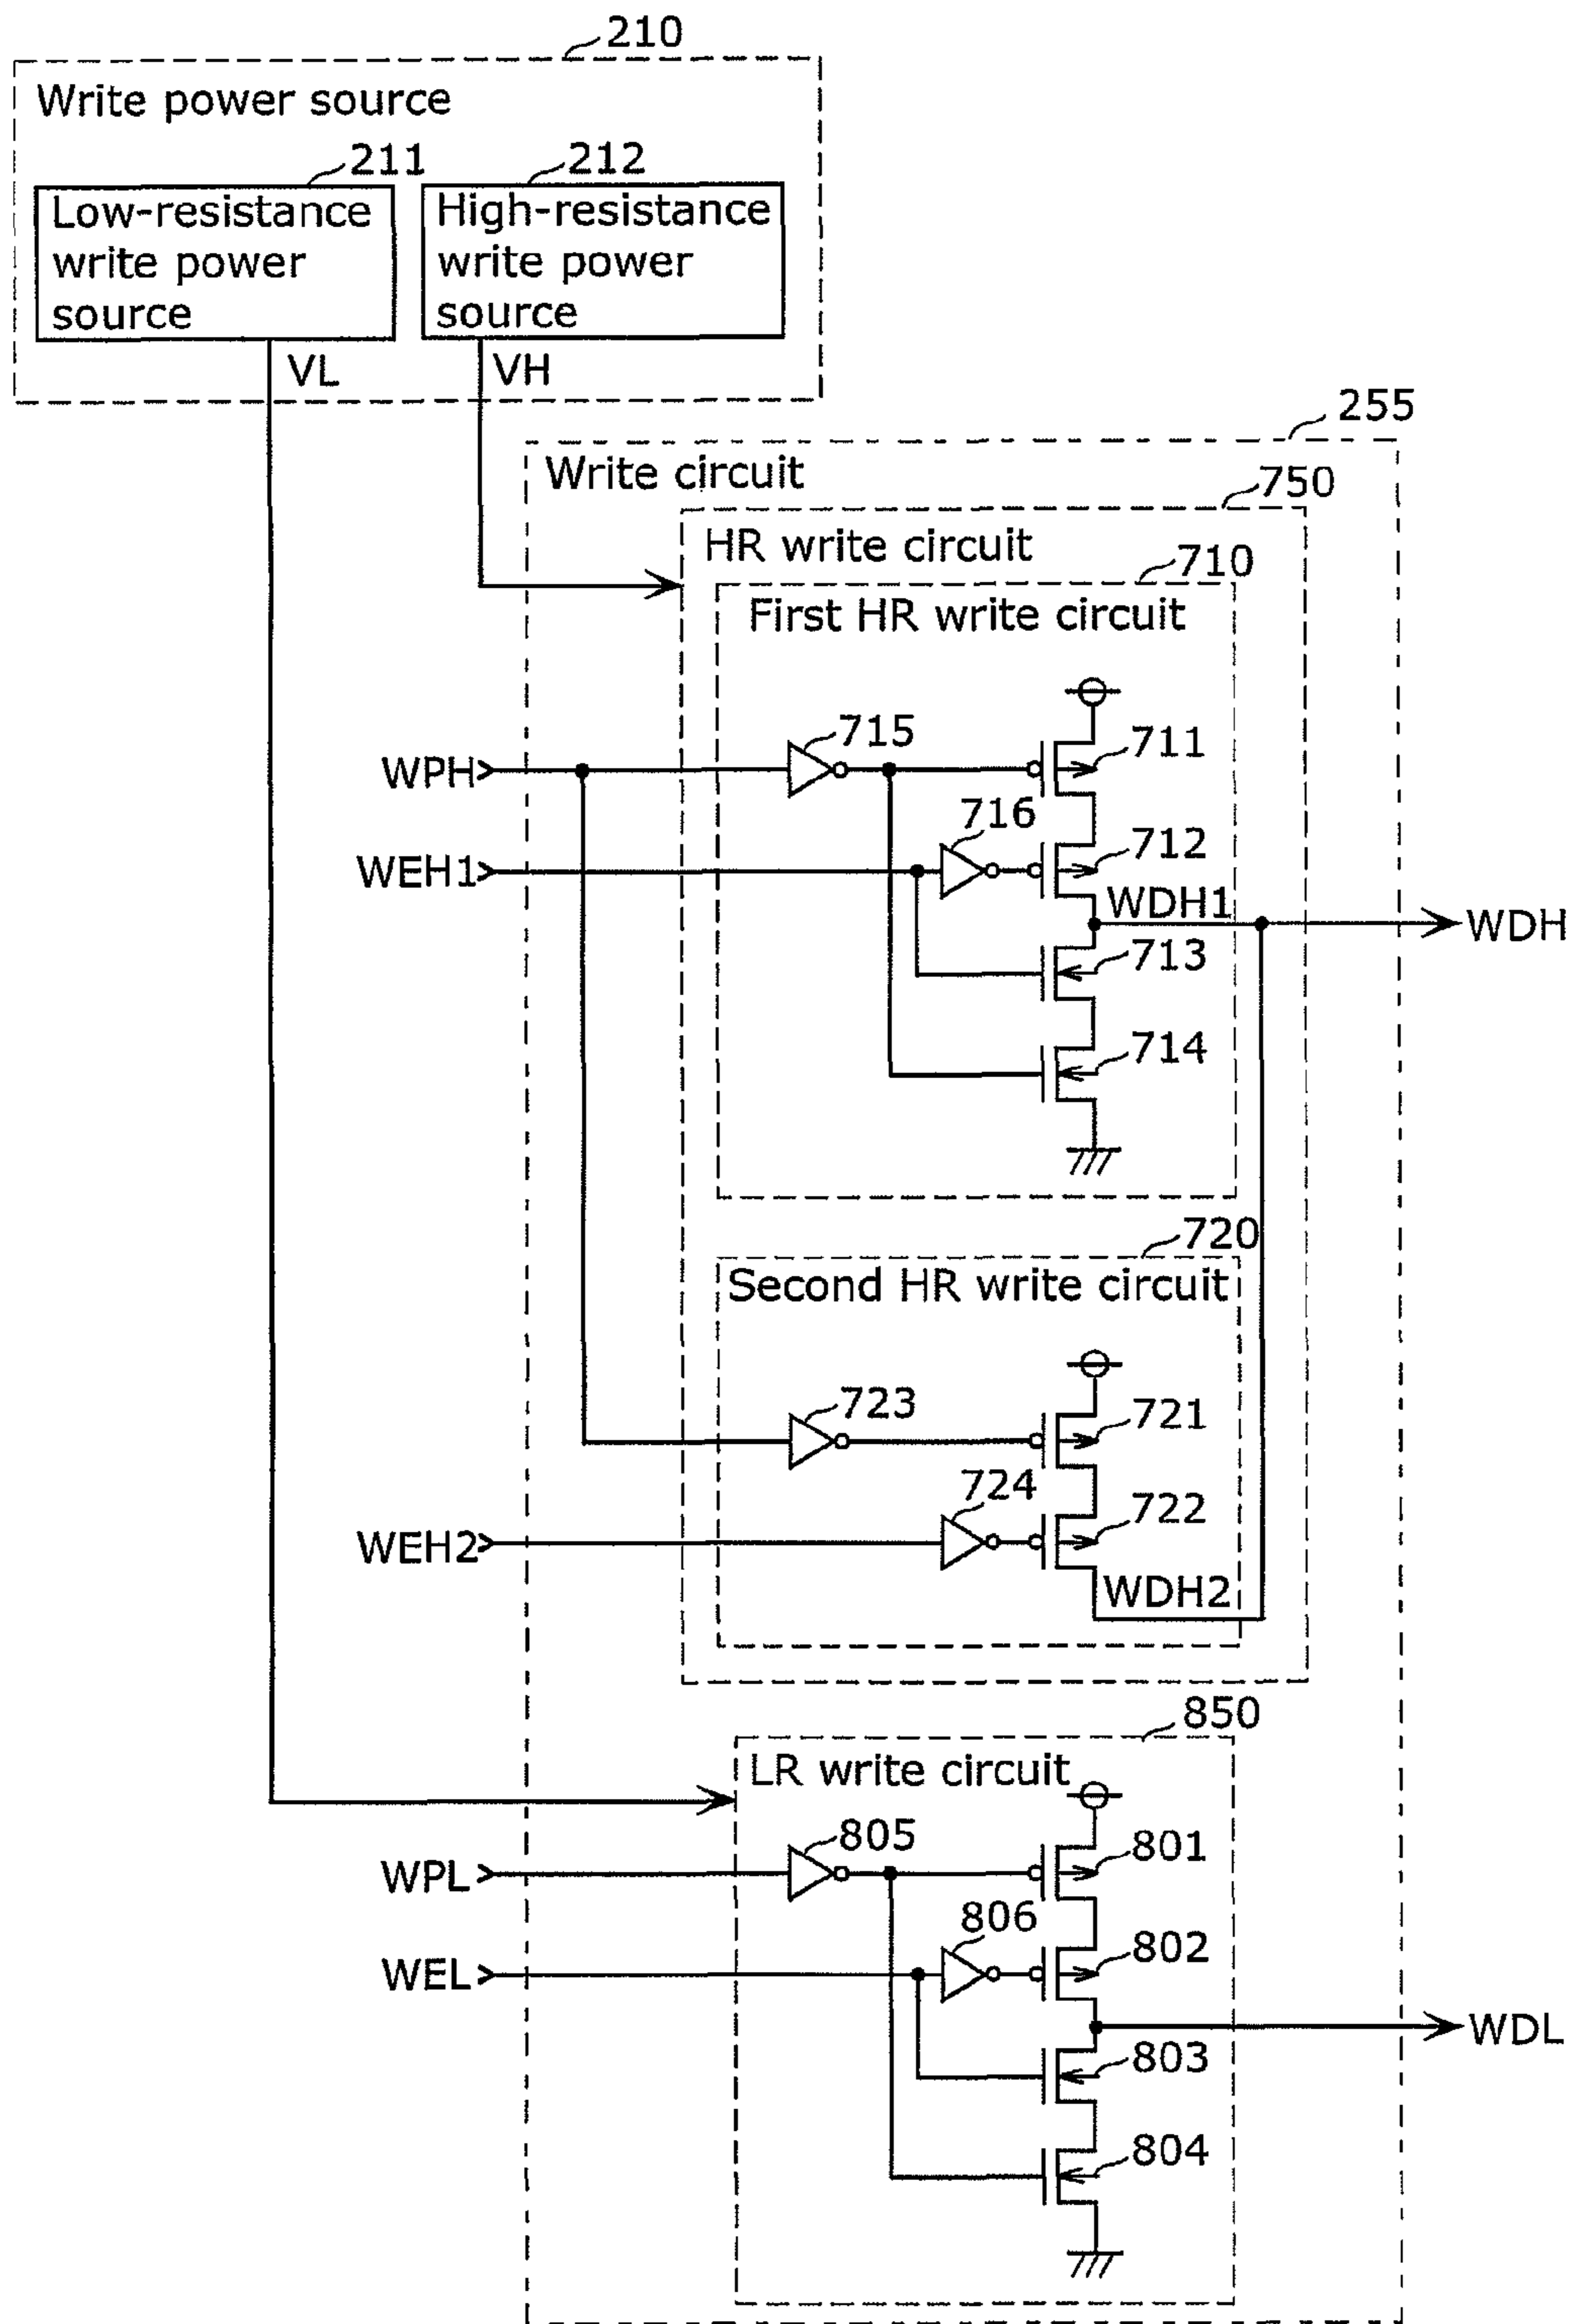 210
Write power source
211
212
Low-resistance
write power
source
High-resistance
write power
source
VL
VH
255
Write circuit
750
HR write circuit
710
First HR write circuit
715
711
WPH
716
712
WEH1
WDH1
WDH
713
714
720
Second HR write circuit
723
721
724
722
WEH2
WDH2
850
LR write circuit
805
801
WPL
806
802
WEL
WDL
803
804